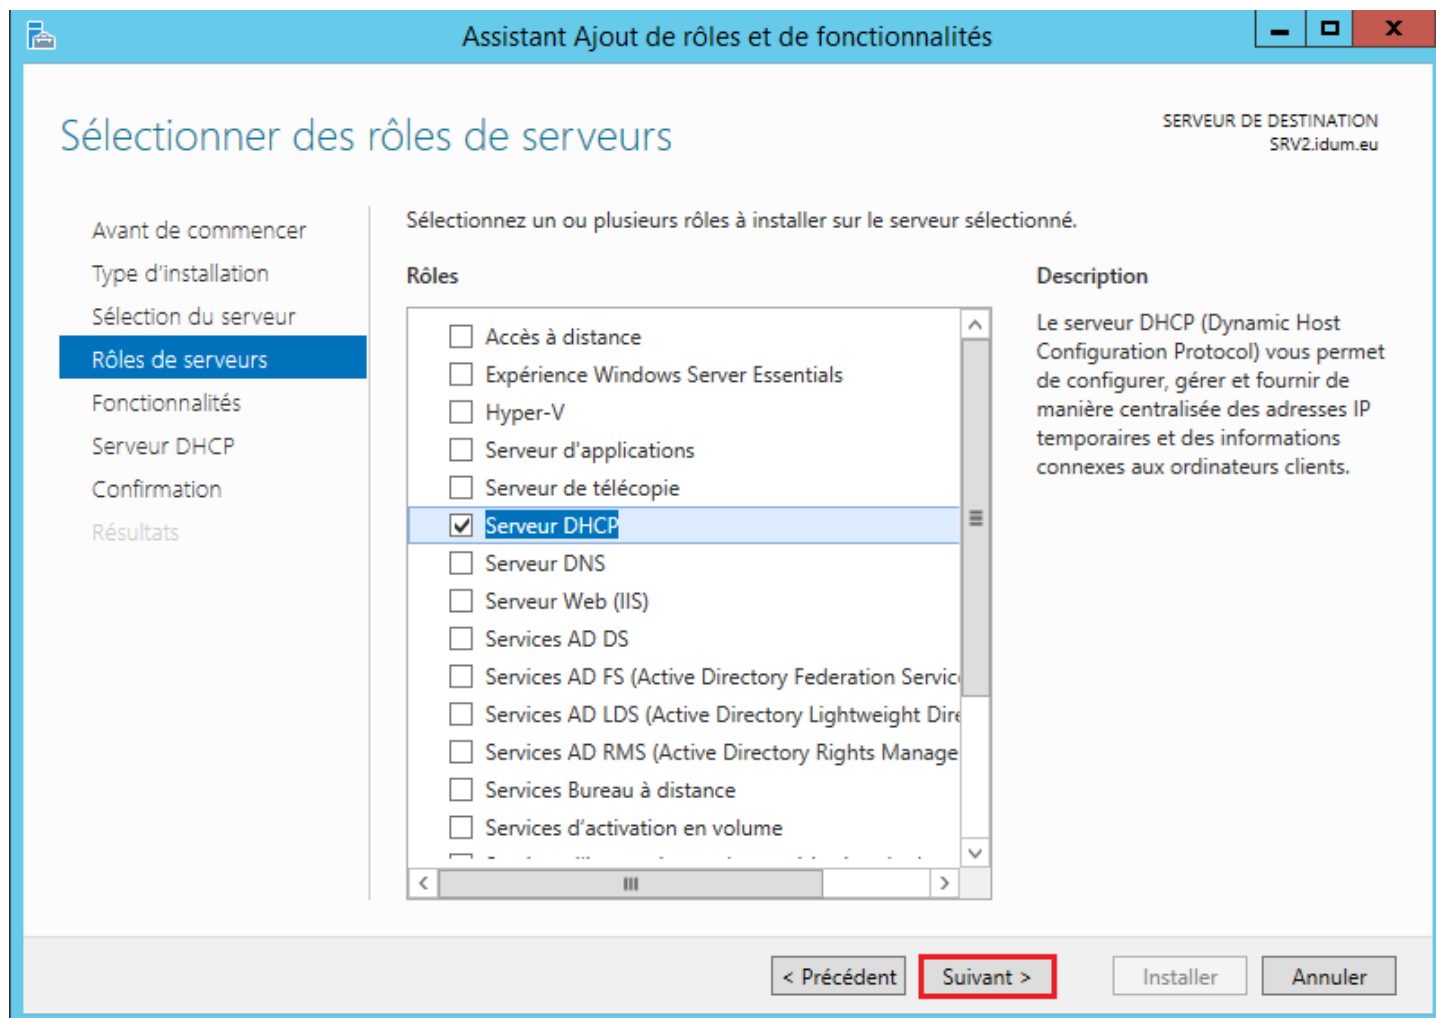 Assistant Ajout de rôles et de fonctionnalités
Sélectionner des rôles de serveurs
SERVEUR DE DESTINATION
SRV2.idum.eu
Avant de commencer
Type d'installation
Sélection du serveur
Rôles de serveurs
Fonctionnalités
Serveur DHCP
Confirmation
Résultats
Sélectionnez un ou plusieurs rôles à installer sur le serveur sélectionné.
Rôles
Accès à distance
Expérience Windows Server Essentials
Hyper-V
Serveur d'applications
Serveur de télécopie
Serveur DHCP
Serveur DNS
Serveur Web (IIS)
Services AD DS
Services AD FS (Active Directory Federation Servic
Services AD LDS (Active Directory Lightweight Dire
Services AD RMS (Active Directory Rights Manage
Services Bureau à distance
Services d'activation en volume
Description
Le serveur DHCP (Dynamic Host
Configuration Protocol) vous permet
de configurer, gérer et fournir de
manière centralisée des adresses IP
temporaires et des informations
connexes aux ordinateurs clients.
< Précédent
Suivant >
Installer
Annuler